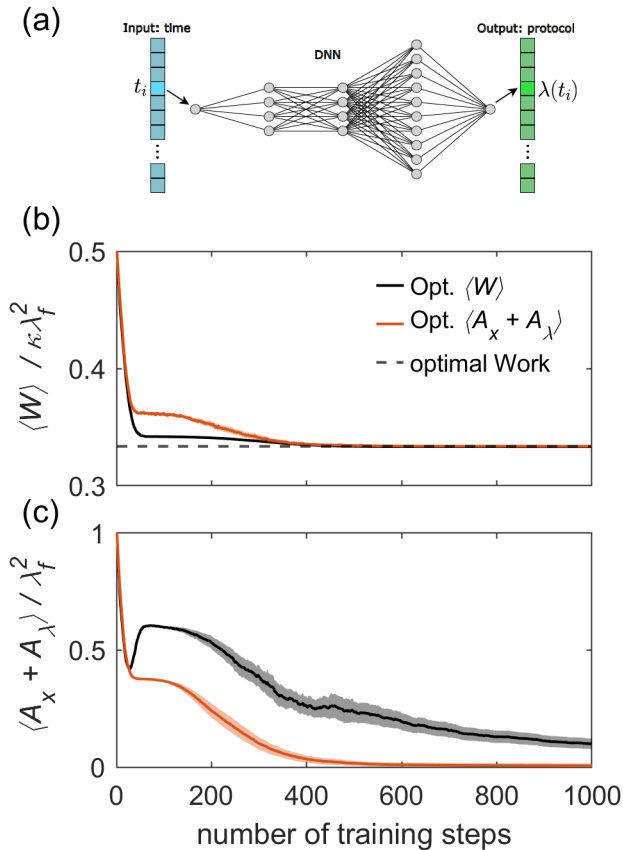 (a)
Input: time
DNN
Output: protocol
t_i
λ(t_i)
...
...
(b)
0.5
0.4
0.3
⟨W⟩ / κλ_f^2
Opt. ⟨W⟩
Opt. ⟨A_x + A_λ⟩
optimal Work
(c)
1
0.5
0
⟨A_x + A_λ⟩ / λ_f^2
0 200 400 600 800 1000
number of training steps